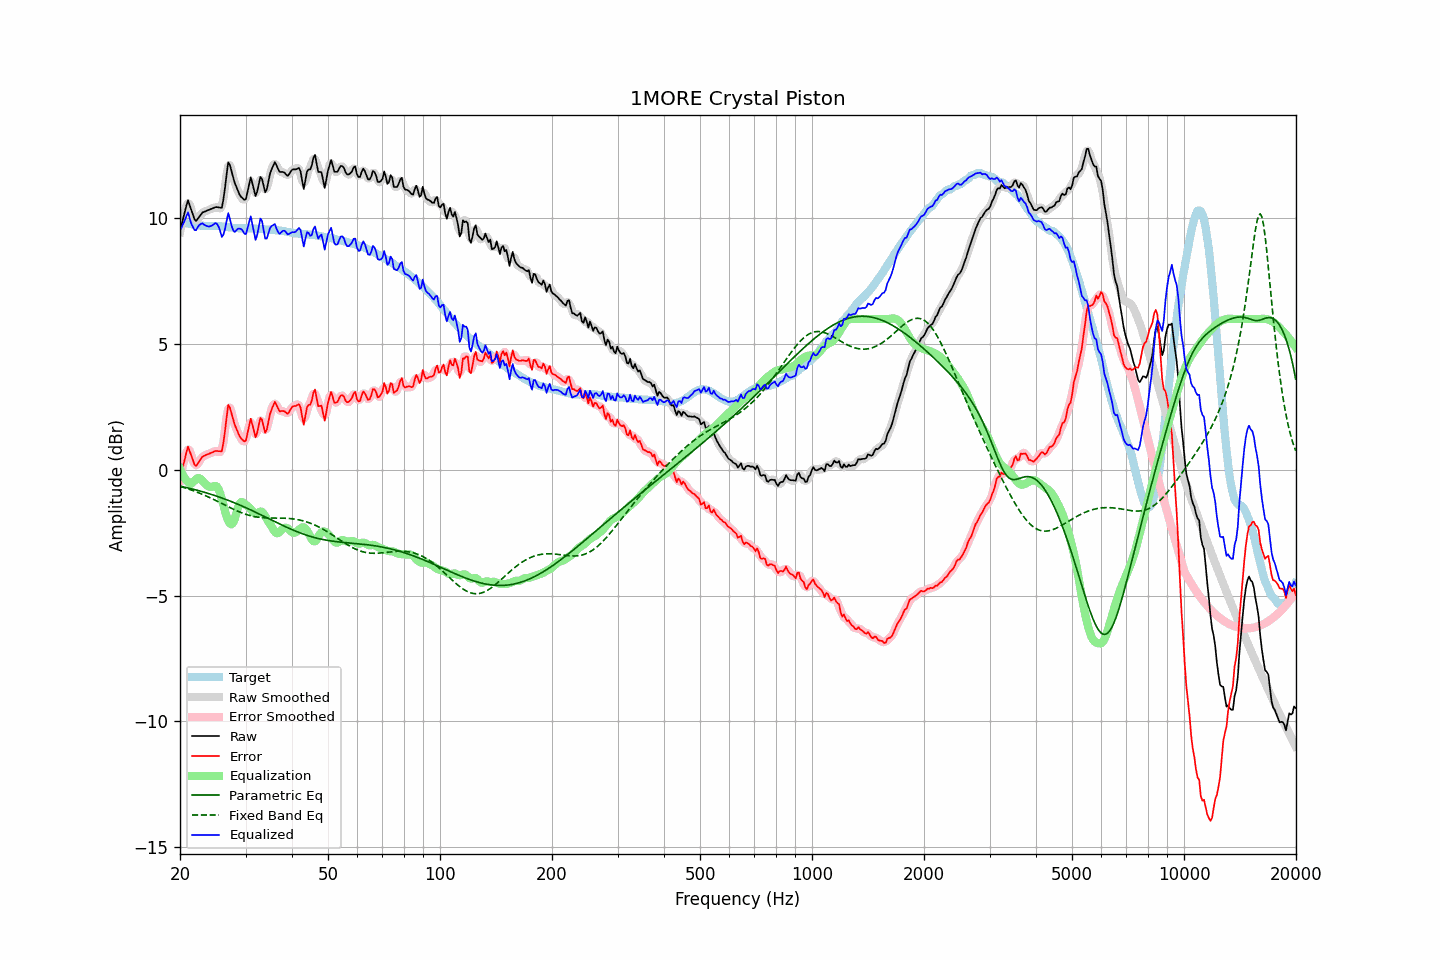 1MORE Crystal Piston
Amplitude (dBr)
10
5
0
−5
−10
−15
Target
Raw Smoothed
Error Smoothed
Raw
Error
Equalization
Parametric Eq
Fixed Band Eq
Equalized
20 50 100 200 500 1000 2000 5000 10000 20000
Frequency (Hz)